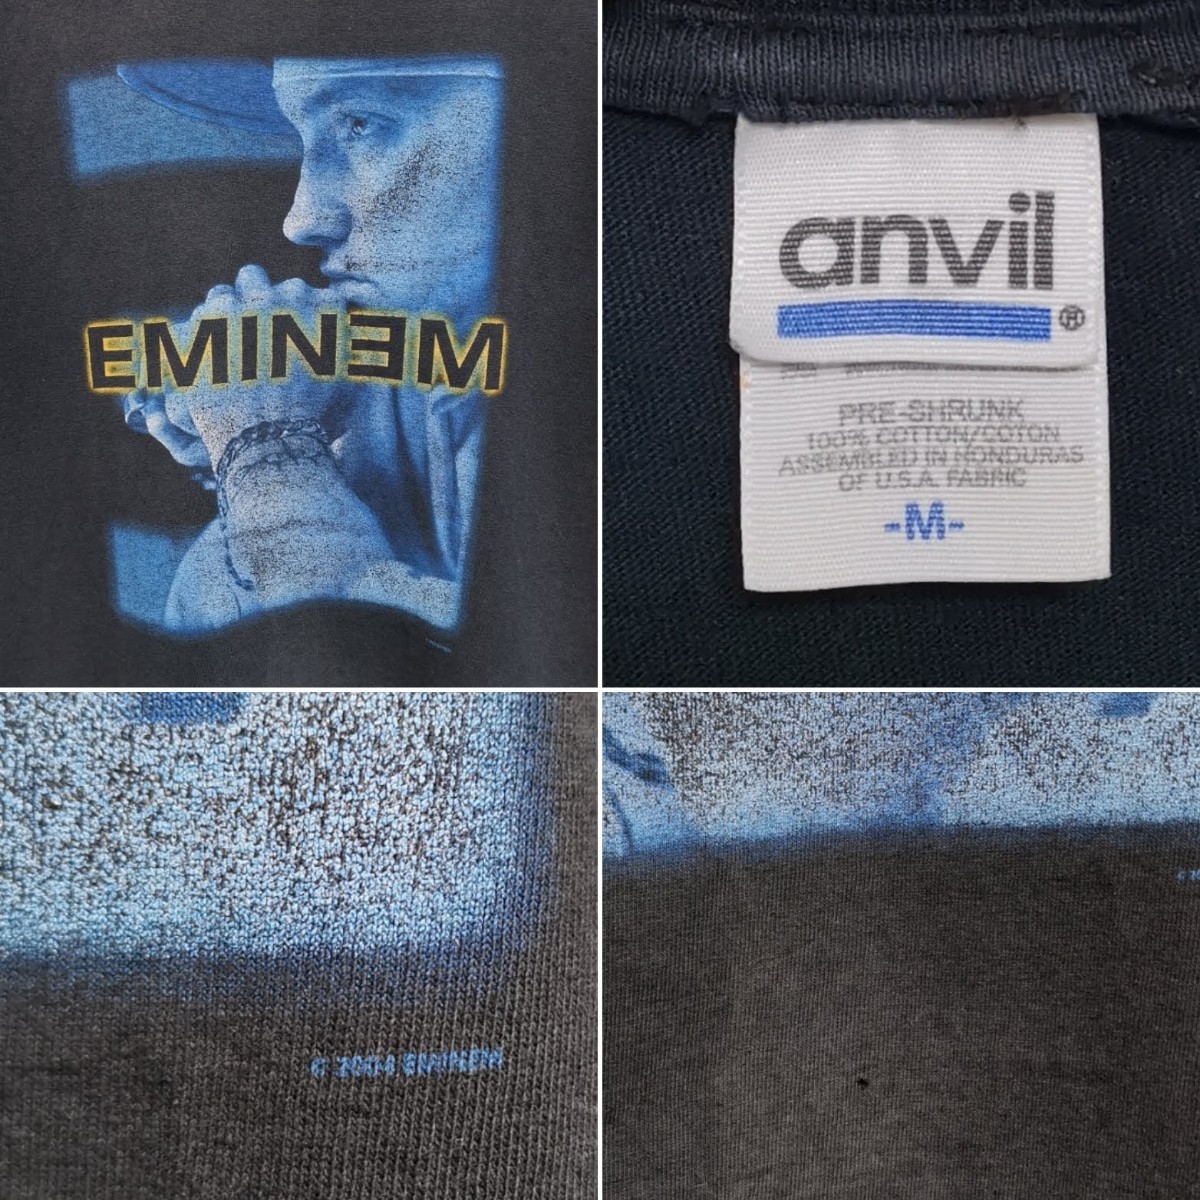 EMINƎM
anvil
®
PRE-SHRUNK
100% COTTON/COTON
ASSEMBLED IN HONDURAS
OF U.S.A. FABRIC
-M-
© 2004 EMINEM